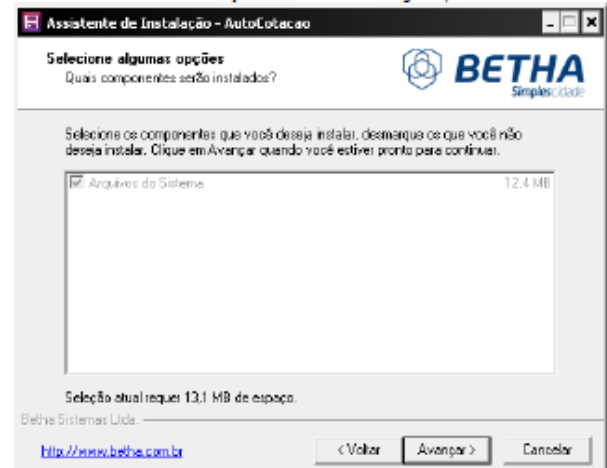 Assistente de Instalação - AutoCotacao
Selecione algumas opções
Quais componentes serão instalados?
BETHA
Simplescidade
Selecione os componentes que você deseja instalar, desmarque os que você não
deseja instalar. Clique em Avançar quando você estiver pronto para continuar.
Arquivos do Sistema 12,4 MB
Seleção atual requer 13,1 MB de espaço.
Betha Sistemas Ltda.
http://www.betha.com.br < Voltar Avançar > Cancelar